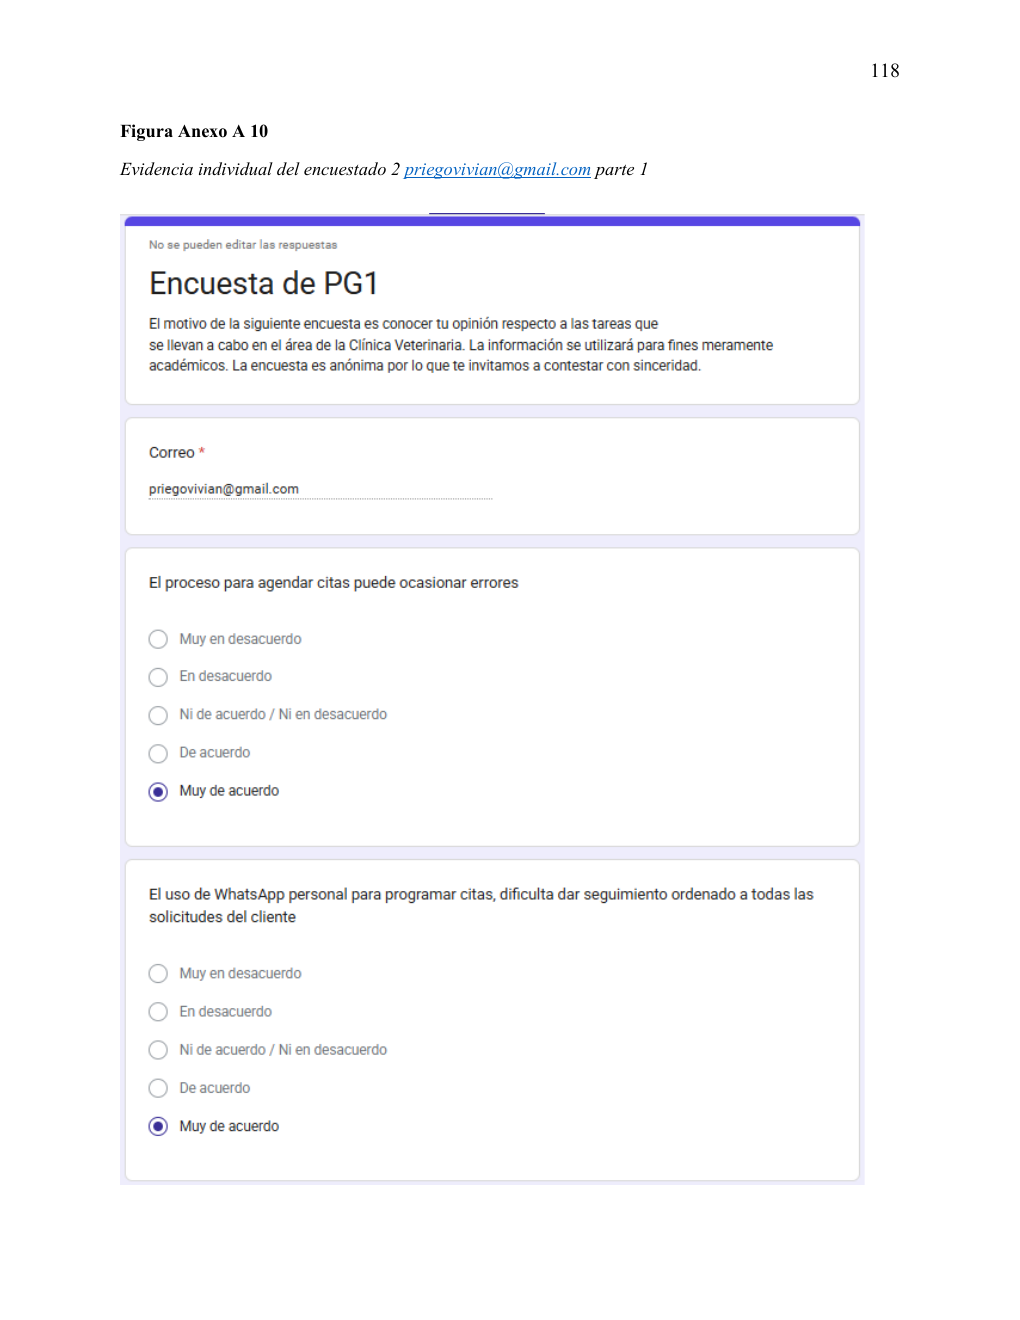 118
Figura Anexo A 10
Evidencia individual del encuestado 2 priegovivian@gmail.com parte 1
No se pueden editar las respuestas
Encuesta de PG1
El motivo de la siguiente encuesta es conocer tu opinión respecto a las tareas que
se llevan a cabo en el área de la Clínica Veterinaria. La información se utilizará para fines meramente
académicos. La encuesta es anónima por lo que te invitamos a contestar con sinceridad.
Correo *
priegovivian@gmail.com
El proceso para agendar citas puede ocasionar errores
Muy en desacuerdo
En desacuerdo
Ni de acuerdo / Ni en desacuerdo
De acuerdo
Muy de acuerdo
El uso de WhatsApp personal para programar citas, dificulta dar seguimiento ordenado a todas las
solicitudes del cliente
Muy en desacuerdo
En desacuerdo
Ni de acuerdo / Ni en desacuerdo
De acuerdo
Muy de acuerdo